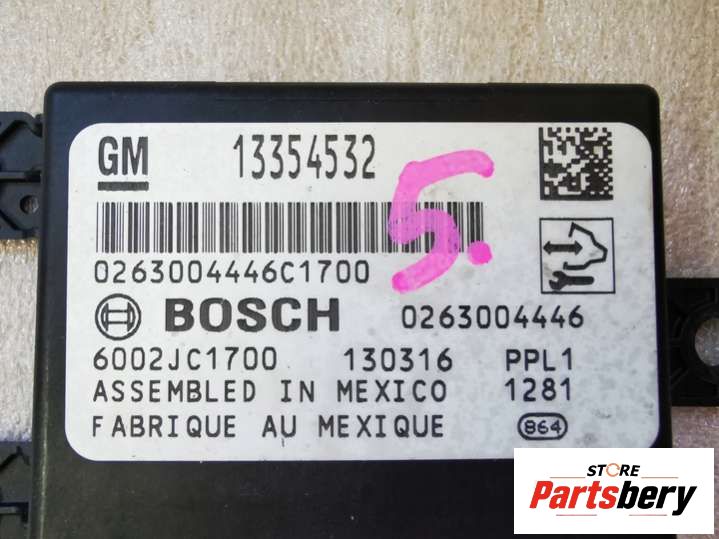 GM 13354532
5.
0263004446C1700
BOSCH 0263004446
6002JC1700 130316 PPL1
ASSEMBLED IN MEXICO 1281
FABRIQUE AU MEXIQUE 864
STORE
Partsbery